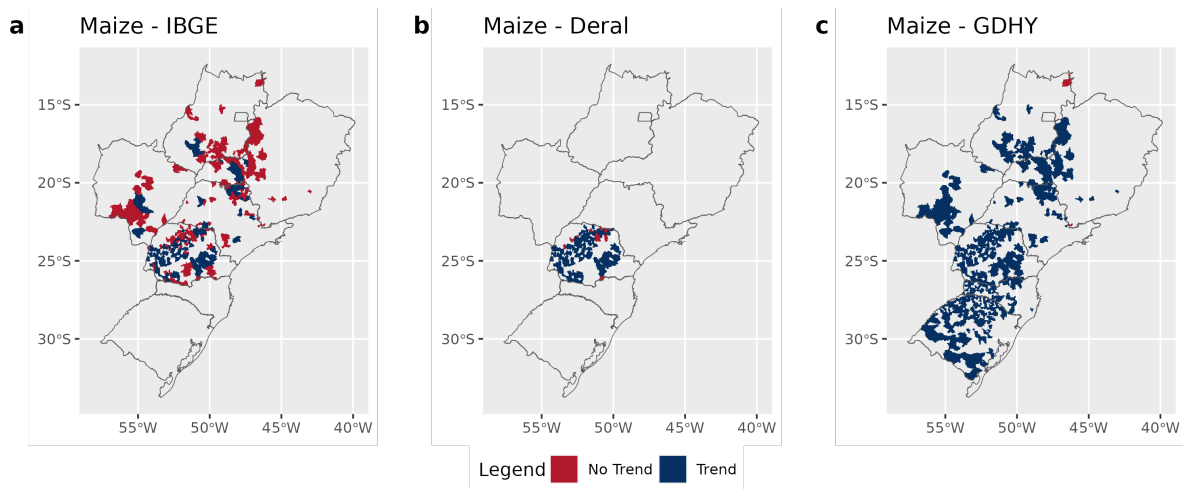 a Maize - IBGE
15°S
20°S
25°S
30°S
55°W 50°W 45°W 40°W
b Maize - Deral
15°S
20°S
25°S
30°S
55°W 50°W 45°W 40°W
c Maize - GDHY
15°S
20°S
25°S
30°S
55°W 50°W 45°W 40°W
Legend No Trend Trend